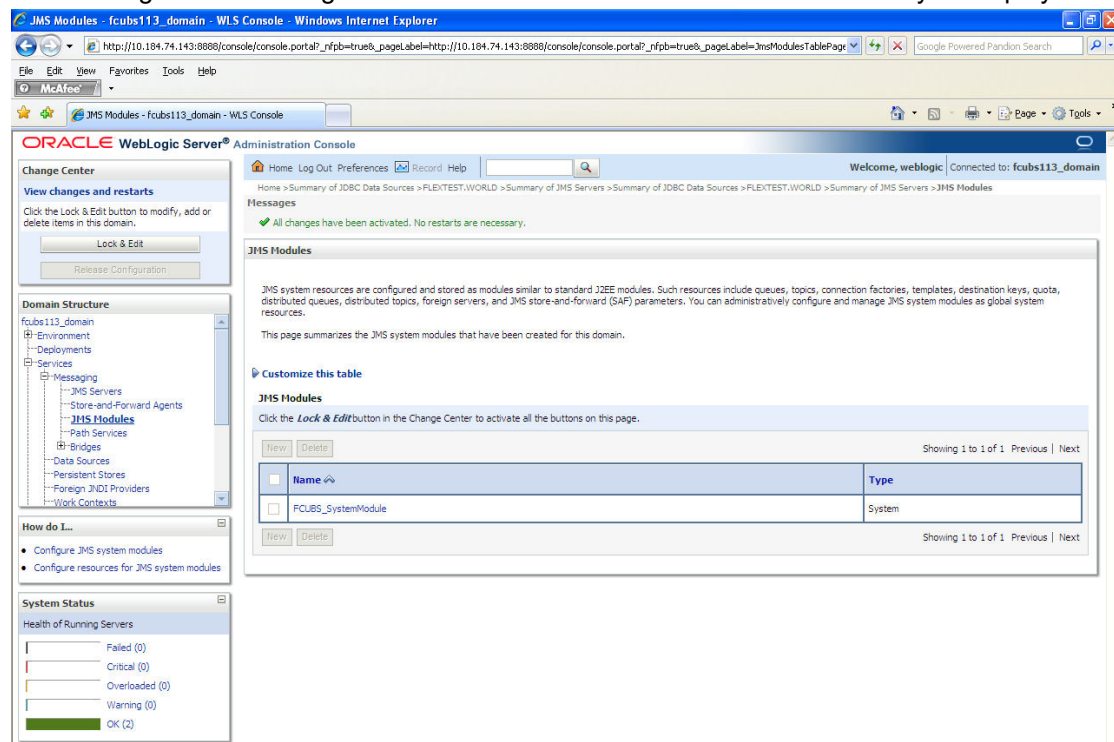 JMS Modules - fcubs113_domain - WLS Console - Windows Internet Explorer
http://10.184.74.143:8888/console/console.portal?_nfpb=true&_pageLabel=http://10.184.74.143:8888/console/console.portal?_nfpb=true&_pageLabel=JmsModulesTablePage
Google Powered Pandion Search
File Edit View Favorites Tools Help
McAfee
JMS Modules - fcubs113_domain - WLS Console
Page Tools
ORACLE WebLogic Server® Administration Console
Change Center
View changes and restarts
Click the Lock & Edit button to modify, add or
delete items in this domain.
Lock & Edit
Release Configuration
Domain Structure
fcubs113_domain
Environment
Deployments
Services
Messaging
JMS Servers
Store-and-Forward Agents
JMS Modules
Path Services
Bridges
Data Sources
Persistent Stores
Foreign JNDI Providers
Work Contexts
How do I...
Configure JMS system modules
Configure resources for JMS system modules
System Status
Health of Running Servers
Failed (0)
Critical (0)
Overloaded (0)
Warning (0)
OK (2)
Home Log Out Preferences Record Help
Welcome, weblogic Connected to: fcubs113_domain
Home >Summary of JDBC Data Sources >FLEXTEST.WORLD >Summary of JMS Servers >Summary of JDBC Data Sources >FLEXTEST.WORLD >Summary of JMS Servers >JMS Modules
Messages
All changes have been activated. No restarts are necessary.
JMS Modules
JMS system resources are configured and stored as modules similar to standard J2EE modules. Such resources include queues, topics, connection factories, templates, destination keys, quota,
distributed queues, distributed topics, foreign servers, and JMS store-and-forward (SAF) parameters. You can administratively configure and manage JMS system modules as global system
resources.
This page summarizes the JMS system modules that have been created for this domain.
Customize this table
JMS Modules
Click the Lock & Edit button in the Change Center to activate all the buttons on this page.
New Delete
Showing 1 to 1 of 1 Previous | Next
Name Type
FCUBS_SystemModule System
New Delete
Showing 1 to 1 of 1 Previous | Next